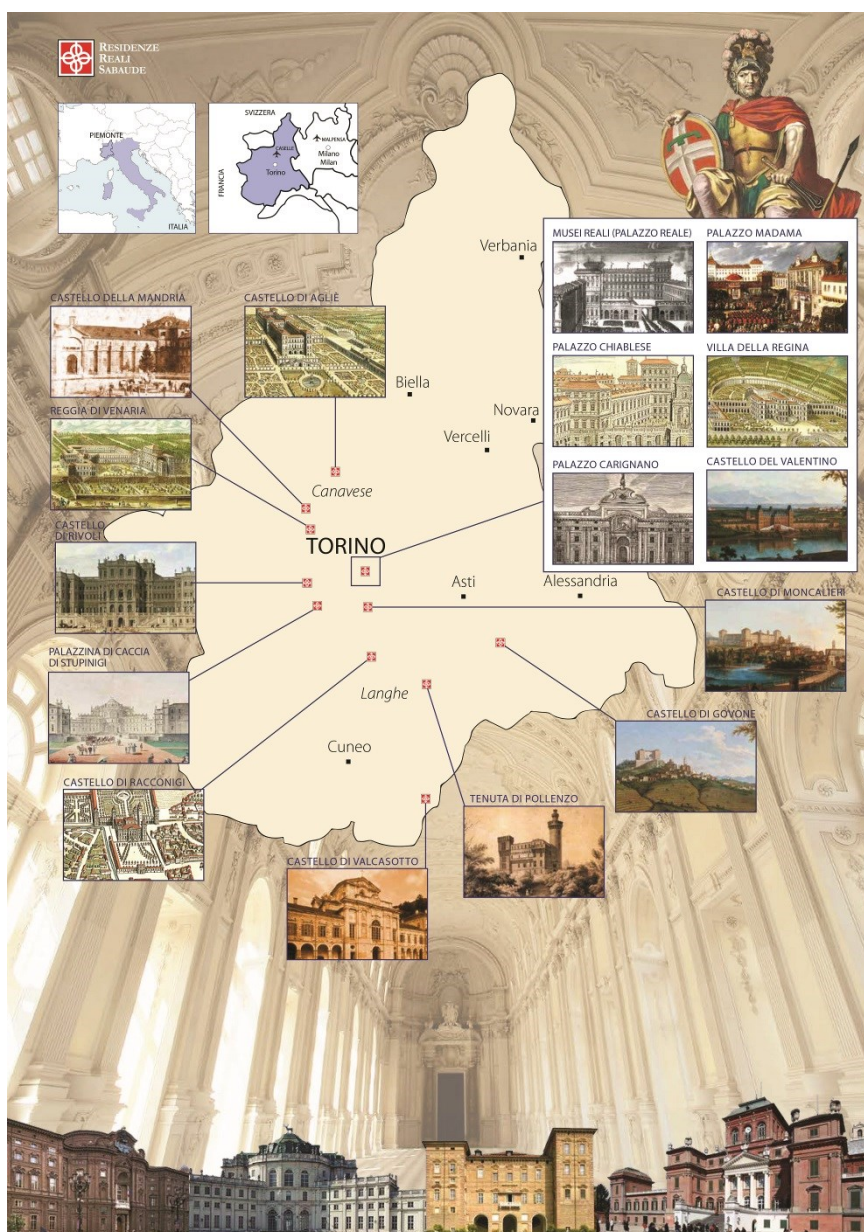 RESIDENZE
REALI
SABAUDE
PIEMONTE
ITALIA
SVIZZERA
FRANCIA
MALPENSA
Milano
Milan
CASELLE
Torino
MUSEI REALI (PALAZZO REALE)
PALAZZO MADAMA
PALAZZO CHIABLESE
VILLA DELLA REGINA
PALAZZO CARIGNANO
CASTELLO DEL VALENTINO
Verbania
CASTELLO DELLA MANDRIA
CASTELLO DI AGLIÈ
Biella
REGGIA DI VENARIA
Novara
Vercelli
Canavese
CASTELLO
DI RIVOLI
TORINO
Asti
Alessandria
CASTELLO DI MONCALIERI
PALAZZINA DI CACCIA
DI STUPINIGI
Langhe
CASTELLO DI GOVONE
Cuneo
CASTELLO DI RACCONIGI
TENUTA DI POLLENZO
CASTELLO DI VALCASOTTO